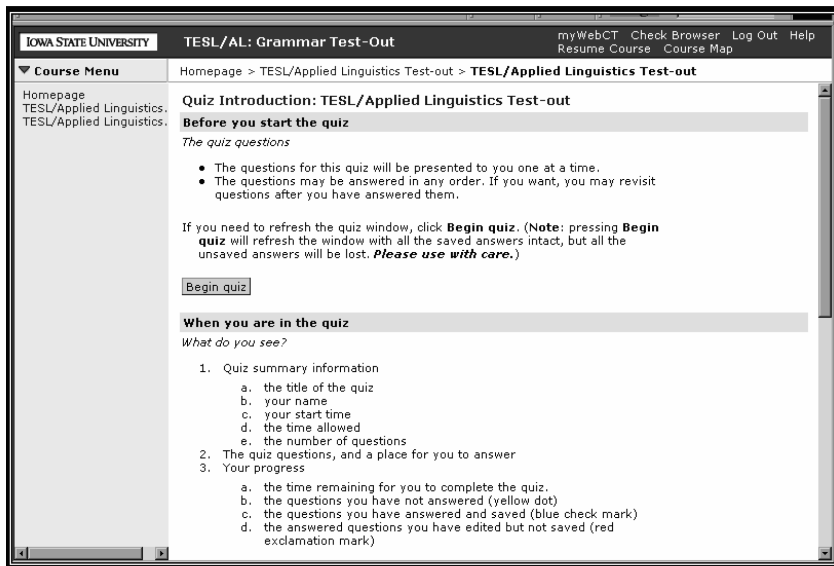 IOWA STATE UNIVERSITY
TESL/AL: Grammar Test-Out
myWebCT Check Browser Log Out Help
Resume Course Course Map
Course Menu
Homepage > TESL/Applied Linguistics Test-out > TESL/Applied Linguistics Test-out
Homepage
TESL/Applied Linguistics.
TESL/Applied Linguistics.
Quiz Introduction: TESL/Applied Linguistics Test-out
Before you start the quiz
The quiz questions
• The questions for this quiz will be presented to you one at a time.
• The questions may be answered in any order. If you want, you may revisit
questions after you have answered them.
If you need to refresh the quiz window, click Begin quiz. (Note: pressing Begin
quiz will refresh the window with all the saved answers intact, but all the
unsaved answers will be lost. Please use with care.)
Begin quiz
When you are in the quiz
What do you see?
1. Quiz summary information
a. the title of the quiz
b. your name
c. your start time
d. the time allowed
e. the number of questions
2. The quiz questions, and a place for you to answer
3. Your progress
a. the time remaining for you to complete the quiz.
b. the questions you have not answered (yellow dot)
c. the questions you have answered and saved (blue check mark)
d. the answered questions you have edited but not saved (red
exclamation mark)